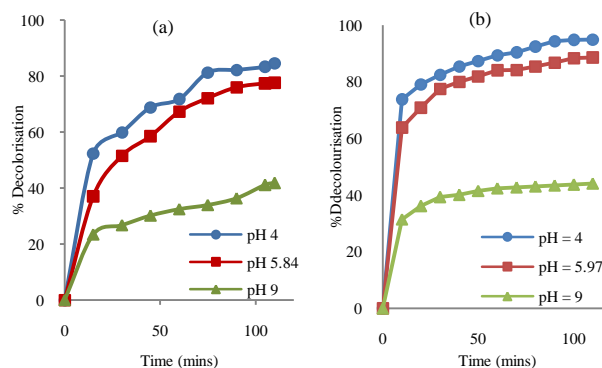 (a)
% Decolorisation
100
80
60
40
20
0
pH 4
pH 5.84
pH 9
0
50
100
Time (mins)
(b)
%Ddecolourisation
100
80
60
40
20
0
pH = 4
pH = 5.97
pH = 9
0
50
100
Time (mins)